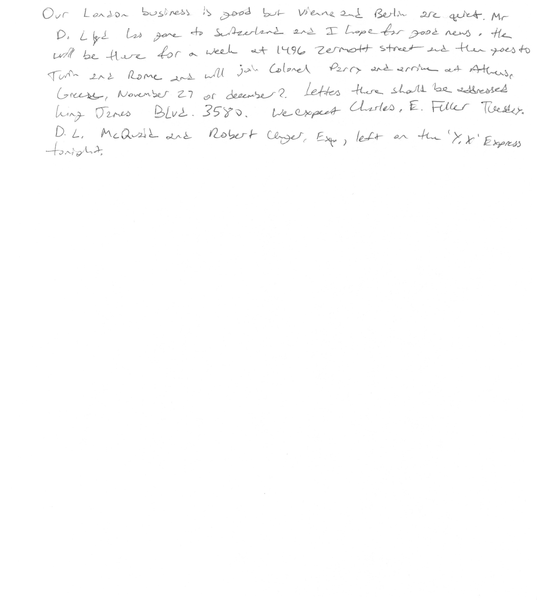 Our London business is good but Vienna and Berlin are quiet. Mr
D. Lloyd has gone to Switzerland and I hope for good news. He
will be there for a week at 1496 Zermott street and then goes to
Turin and Rome and will join Colonel Parry and arrive at Athens,
Greece, November 27 or december 2. Letters there should be addressed
King James Blvd. 3580. We expect Charles, E. Fuller Tuesday.
D. L. McQuaid and Robert Unger, Esq, left on the 'Y.X' Express
tonight.